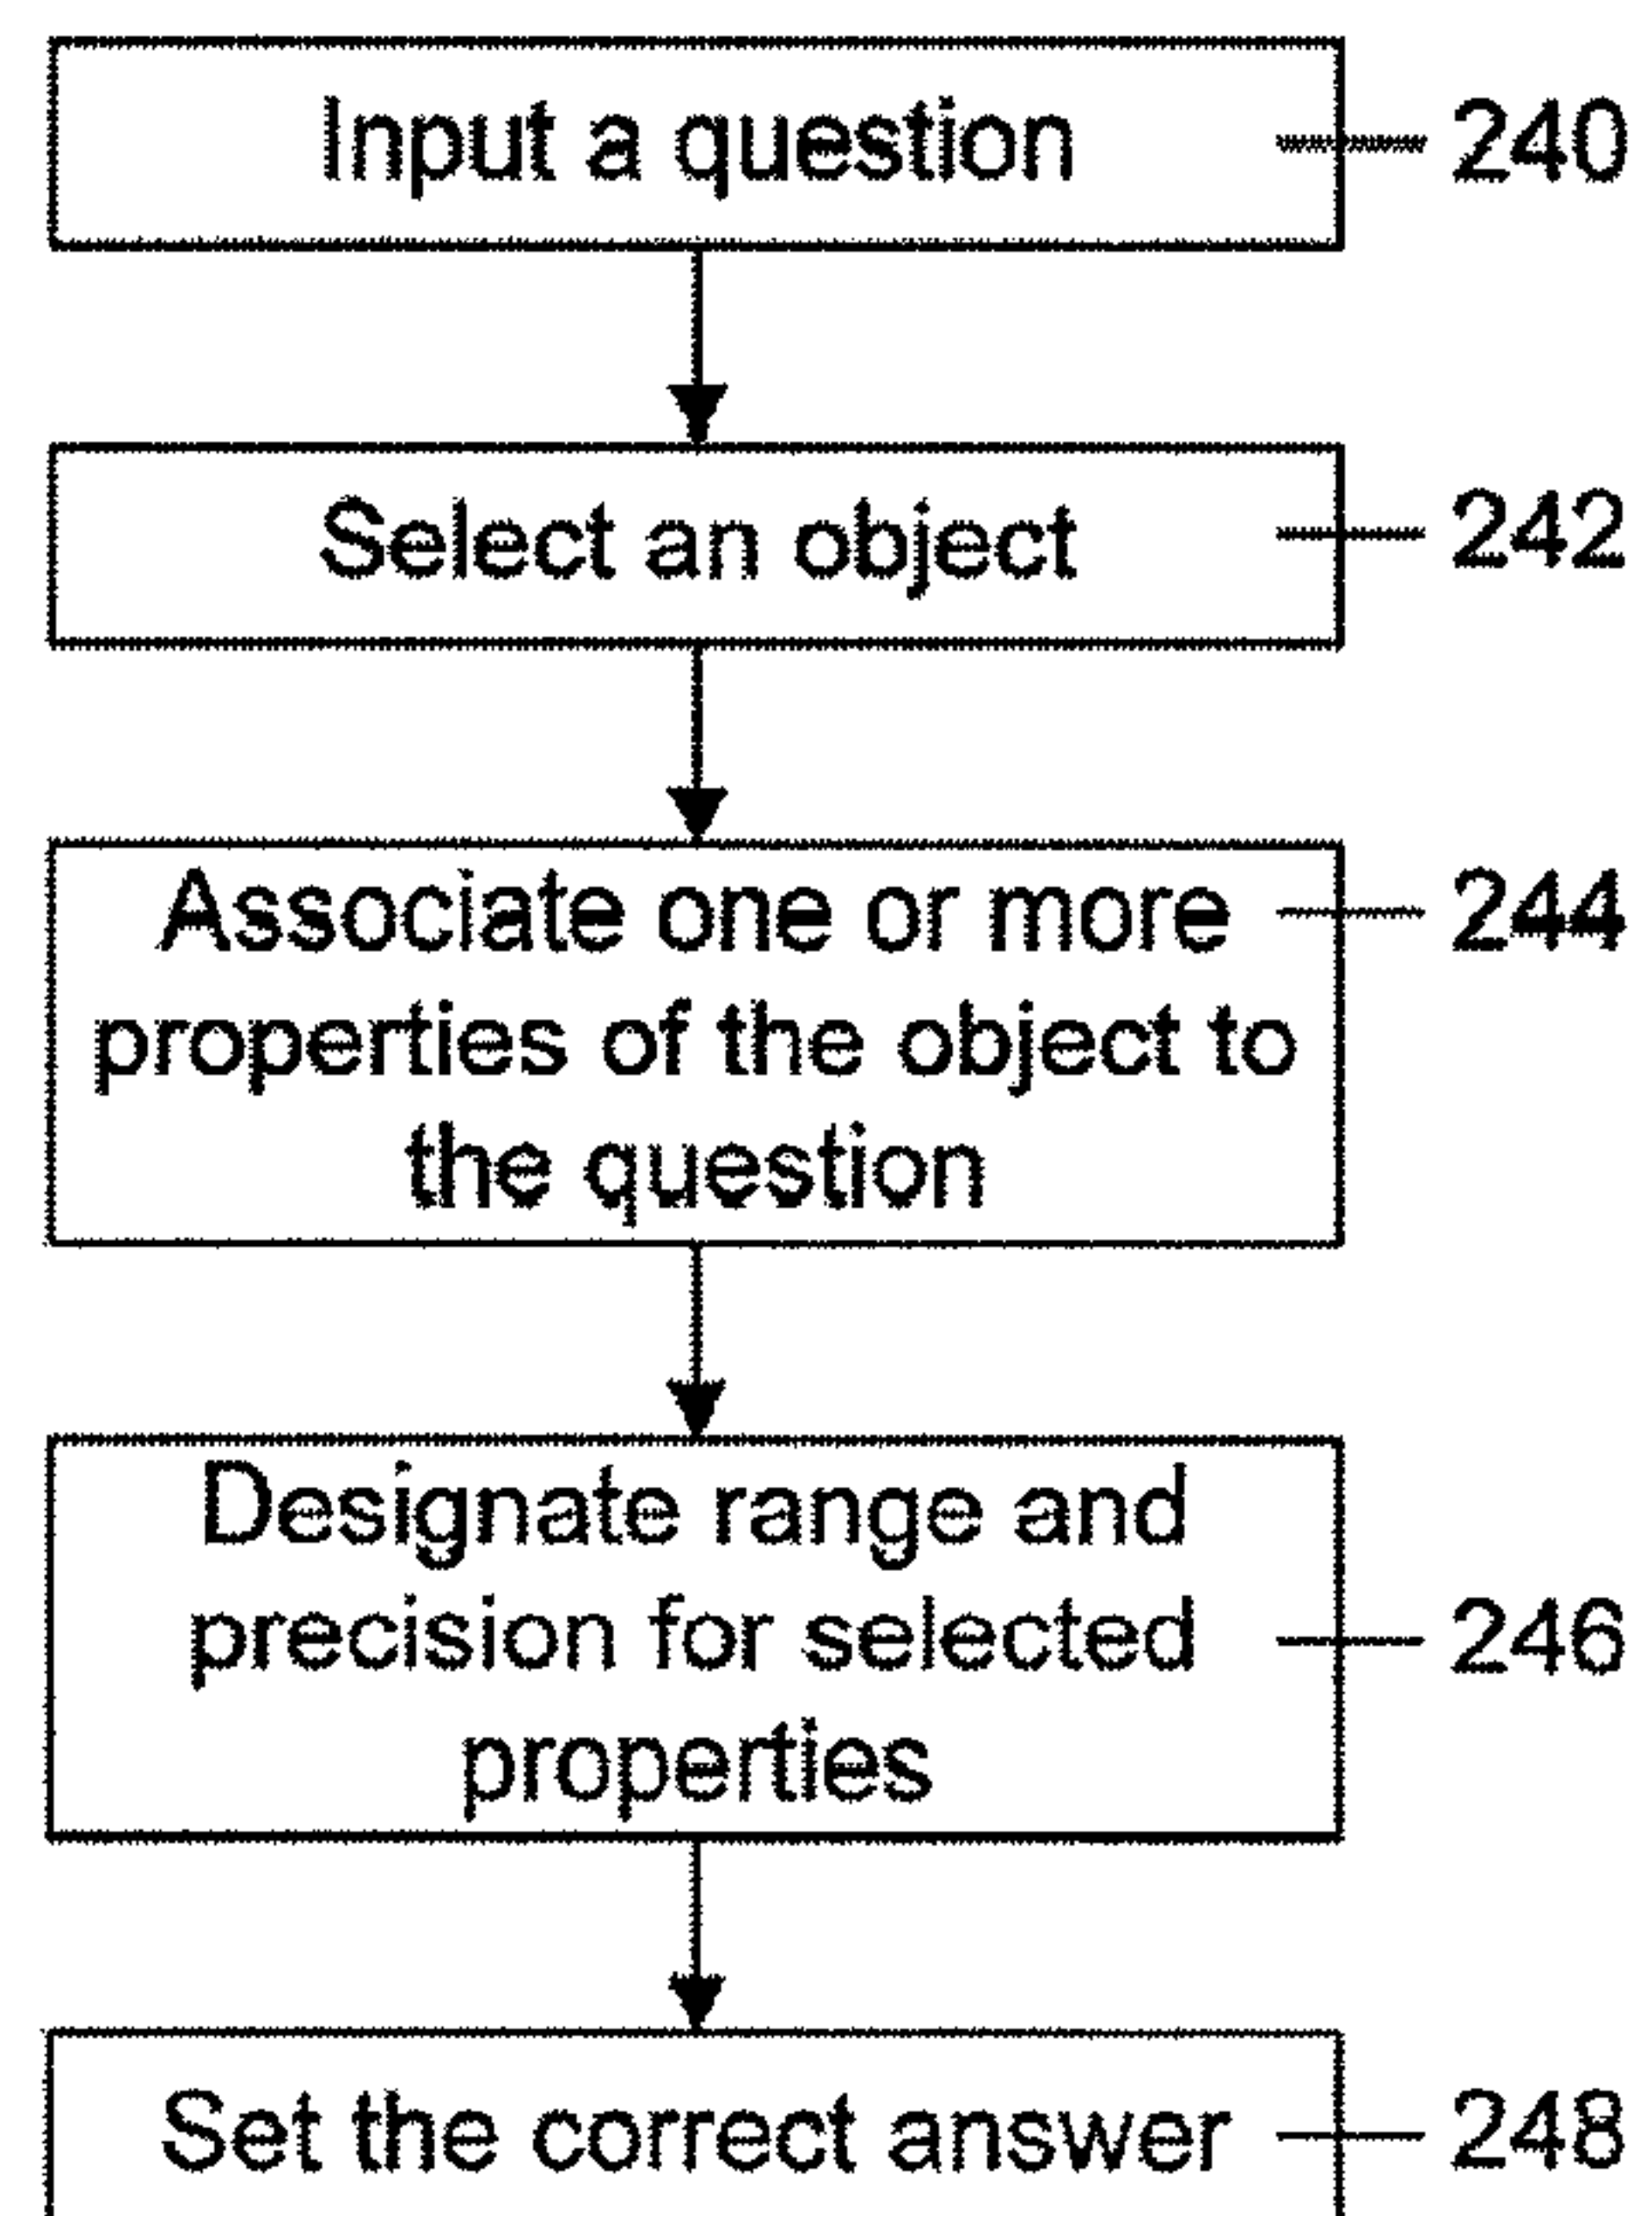 Input a question 240
Select an object 242
Associate one or more 244
properties of the object to
the question
Designate range and
precision for selected 246
properties
Set the correct answer 248